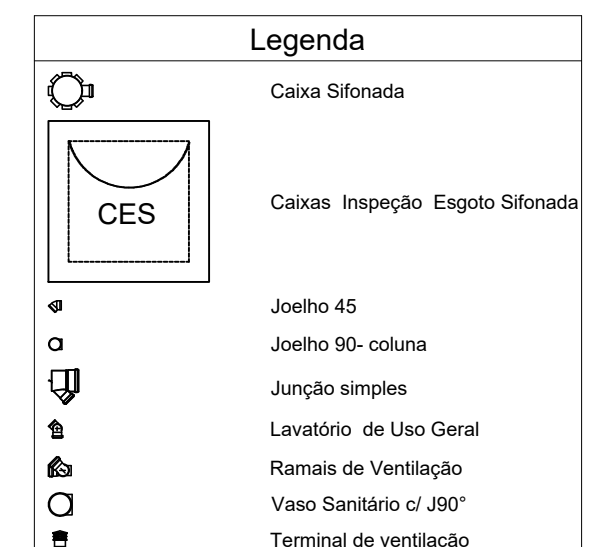 Legenda
Caixa Sifonada
CES
Caixas Inspeção Esgoto Sifonada
Joelho 45
Joelho 90- coluna
Junção simples
Lavatório de Uso Geral
Ramais de Ventilação
Vaso Sanitário c/ J90°
Terminal de ventilação